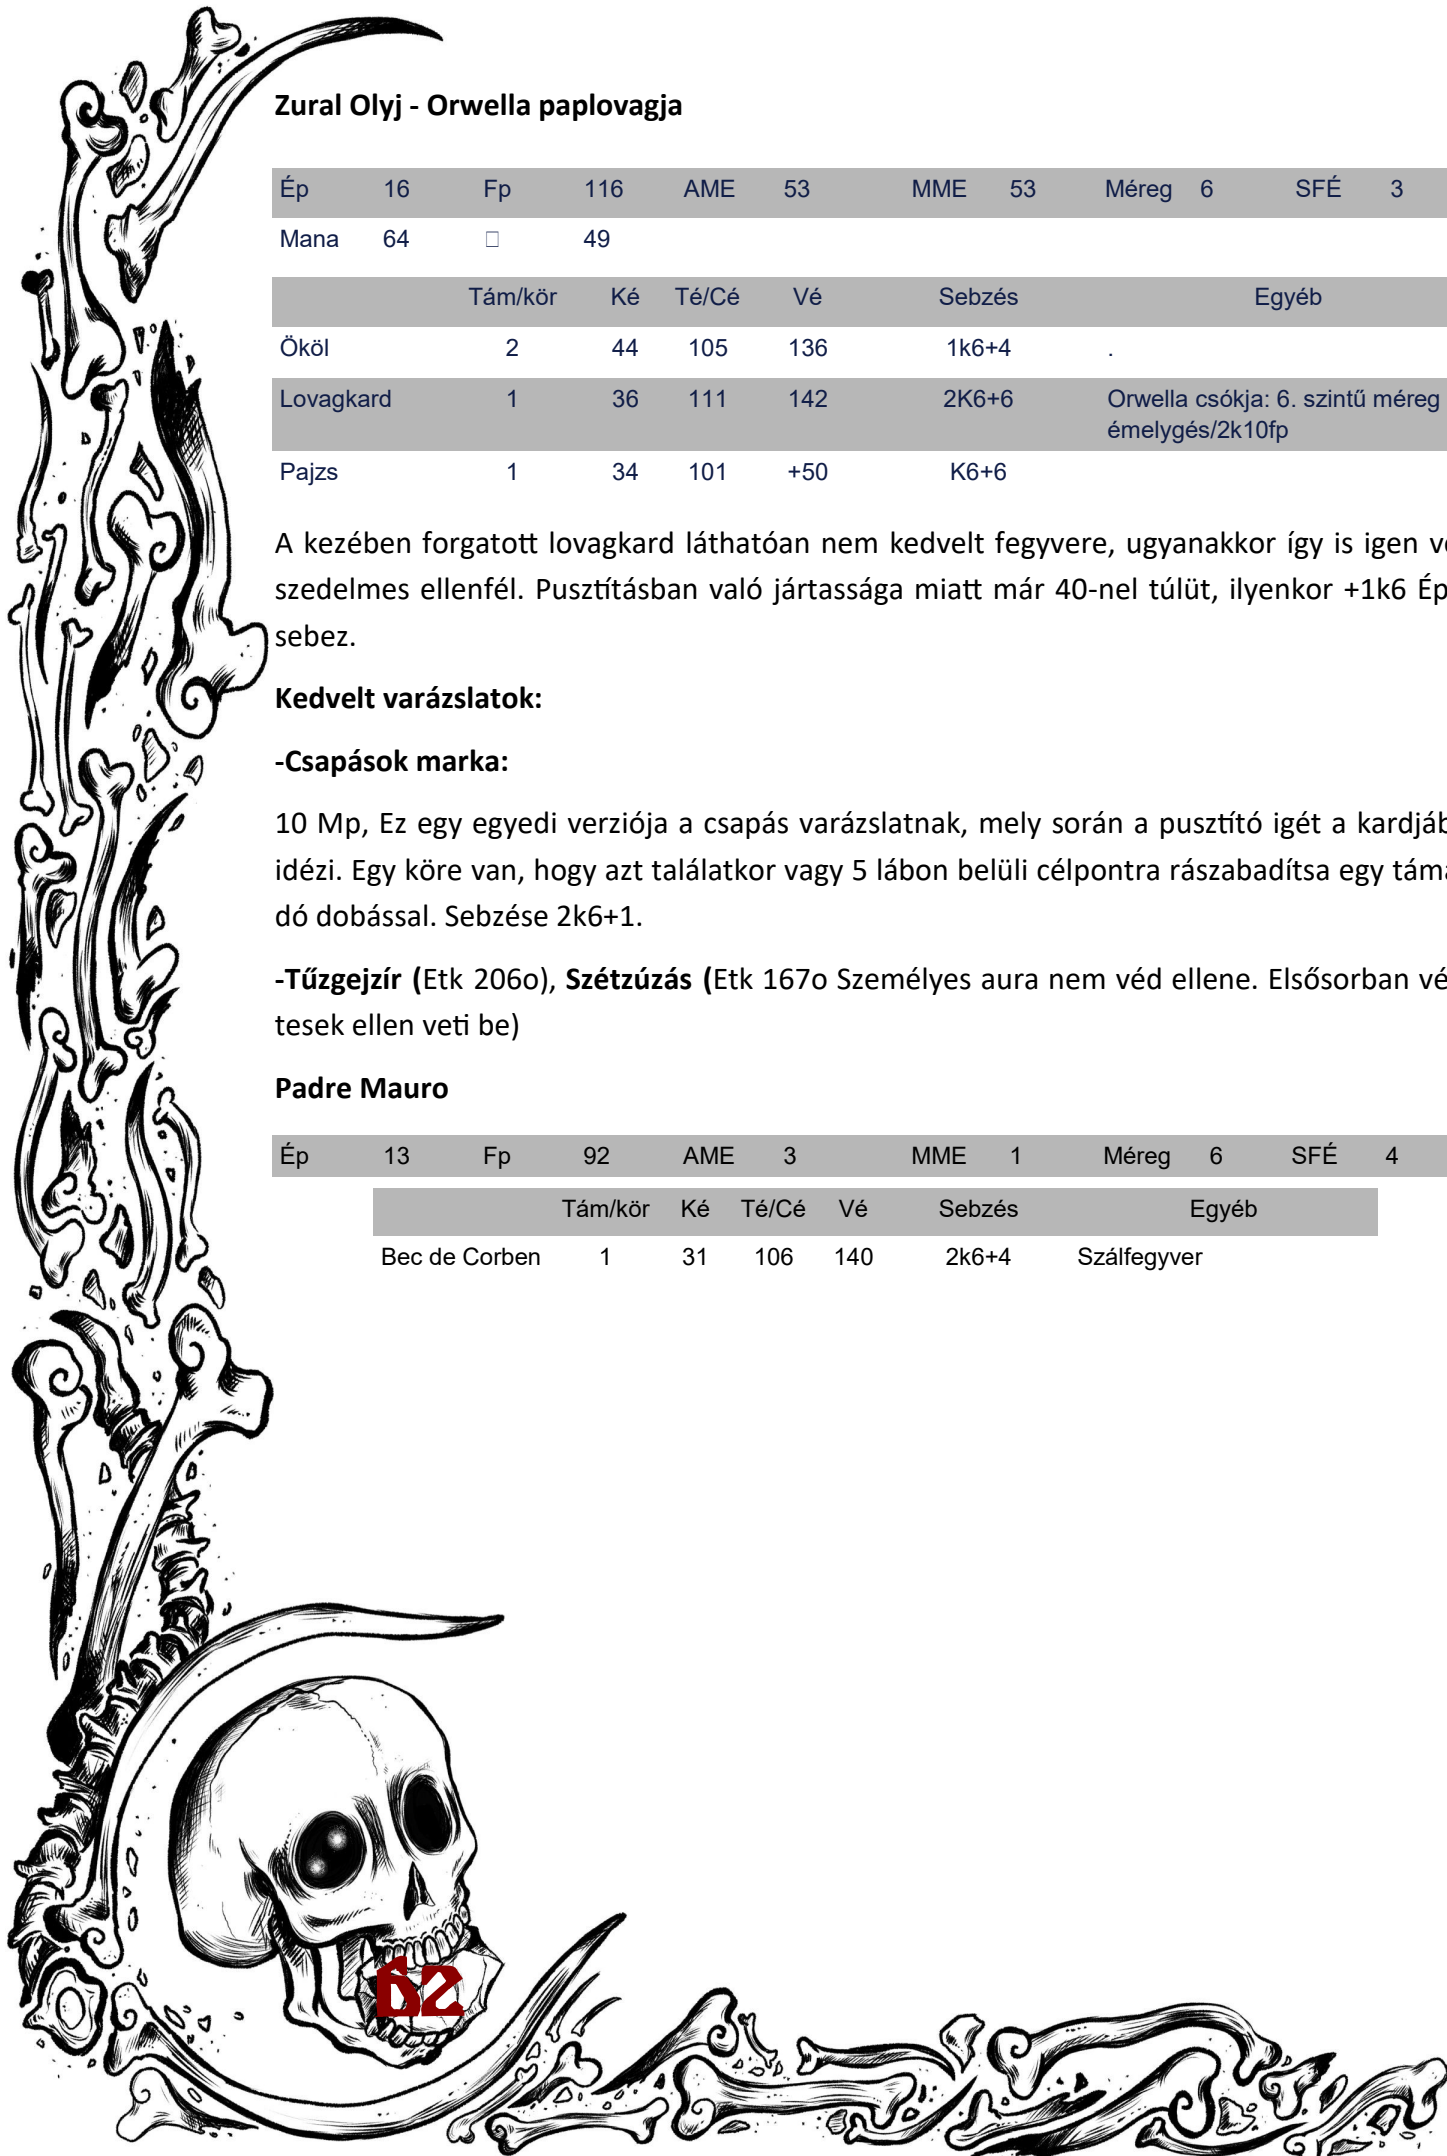 Zural Olyj - Orwella paplovagja
Ép 16 Fp 116 AME 53 MME 53 Méreg 6 SFÉ 3
Mana 64 □ 49
Tám/kör Ké Té/Cé Vé Sebzés Egyéb
Ököl 2 44 105 136 1k6+4 .
Lovagkard 1 36 111 142 2K6+6 Orwella csókja: 6. szintű méreg
émelygés/2k10fp
Pajzs 1 34 101 +50 K6+6
A kezében forgatott lovagkard láthatóan nem kedvelt fegyvere, ugyanakkor így is igen ve
szedelmes ellenfél. Pusztításban való jártassága miatt már 40-nel túlüt, ilyenkor +1k6 Ép
sebez.
Kedvelt varázslatok:
-Csapások marka:
10 Mp, Ez egy egyedi verziója a csapás varázslatnak, mely során a pusztító igét a kardjáb
idézi. Egy köre van, hogy azt találatkor vagy 5 lábon belüli célpontra rászabadítsa egy táma
dó dobással. Sebzése 2k6+1.
-Tűzgejzír (Etk 206o), Szétzúzás (Etk 167o Személyes aura nem véd ellene. Elsősorban vé
tesek ellen veti be)
Padre Mauro
Ép 13 Fp 92 AME 3 MME 1 Méreg 6 SFÉ 4
Tám/kör Ké Té/Cé Vé Sebzés Egyéb
Bec de Corben 1 31 106 140 2k6+4 Szálfegyver
62